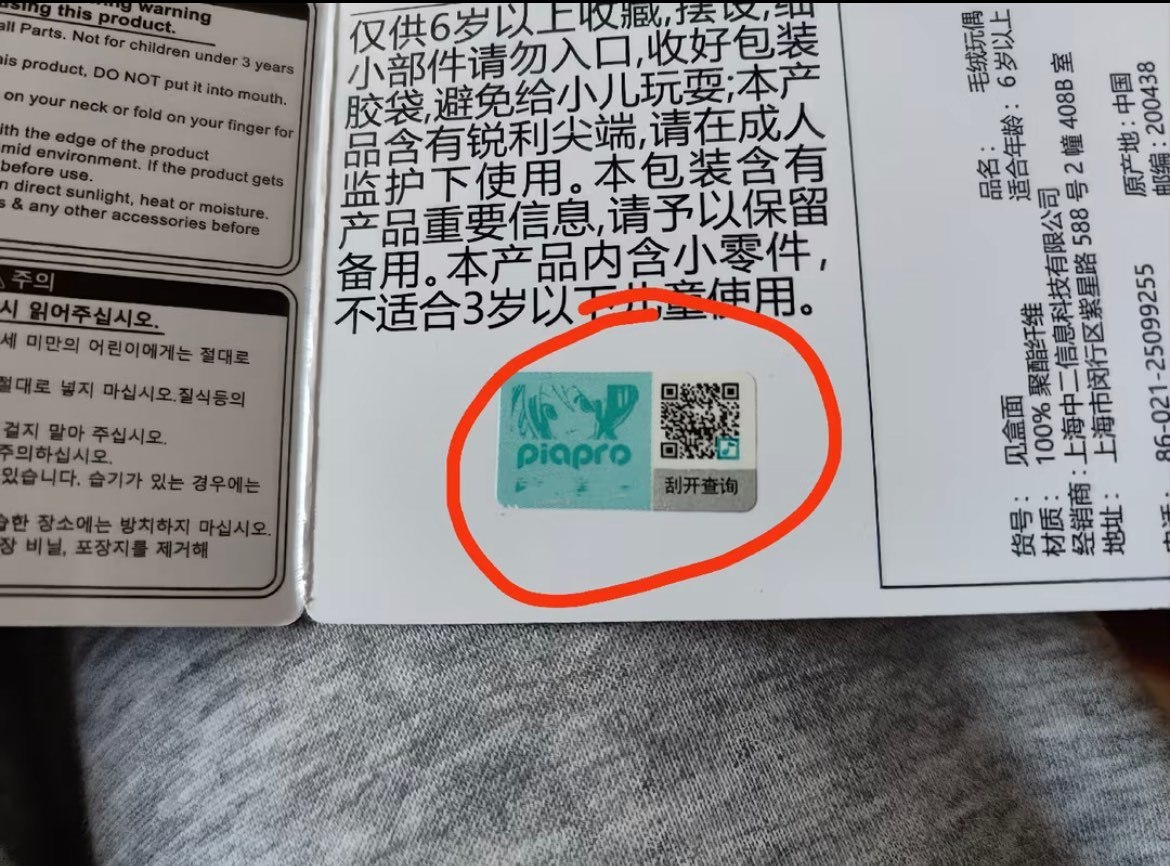 warning
using this product.
Parts. Not for children under 3 years
this product, DO NOT put it into mouth.
on your neck or fold on your finger for
with the edge of the product
environment. If the product gets
before use.
direct sunlight, heat or moisture.
& any other accessories before
주의
시 읽어주십시오.
세 미만의 어린이에게는 절대로
절대로 넣지 마십시오.질식등의
걸지 말아 주십시오.
주의하십시오.
있습니다. 습기가 있는 경우에는
습한 장소에는 방치하지 마십시오.
장 비닐, 포장지를 제거해
仅供6岁以上收藏,摆设,细
小部件请勿入口,收好包装
胶袋,避免给小儿玩耍;本产
品含有锐利尖端,请在成人
监护下使用。本包装含有
产品重要信息,请予以保留
备用。本产品内含小零件,
不适合3岁以下儿童使用。
piapro
刮开查询
品名: 毛绒玩偶
适合年龄: 6岁以上
货号: 见盒面
材质: 100% 聚酯纤维
经销商: 上海中二信息科技有限公司
地址: 上海市闵行区紫星路 588 号 2 幢 408B 室
原产地: 中国
邮编: 200438
86-021-25099255